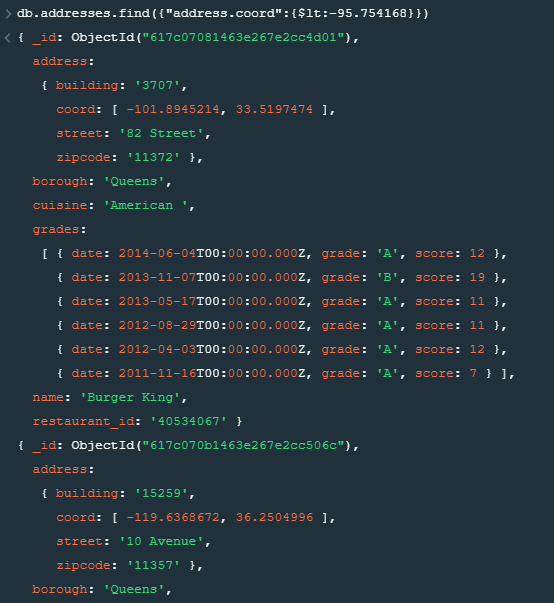 > db.addresses.find({"address.coord":{$lt:-95.754168}})
< { _id: ObjectId("617c07081463e267e2cc4d01"),
address:
{ building: '3707',
coord: [ -101.8945214, 33.5197474 ],
street: '82 Street',
zipcode: '11372' },
borough: 'Queens',
cuisine: 'American ',
grades:
[ { date: 2014-06-04T00:00:00.000Z, grade: 'A', score: 12 },
{ date: 2013-11-07T00:00:00.000Z, grade: 'B', score: 19 },
{ date: 2013-05-17T00:00:00.000Z, grade: 'A', score: 11 },
{ date: 2012-08-29T00:00:00.000Z, grade: 'A', score: 11 },
{ date: 2012-04-03T00:00:00.000Z, grade: 'A', score: 12 },
{ date: 2011-11-16T00:00:00.000Z, grade: 'A', score: 7 } ],
name: 'Burger King',
restaurant_id: '40534067' }
{ _id: ObjectId("617c070b1463e267e2cc506c"),
address:
{ building: '15259',
coord: [ -119.6368672, 36.2504996 ],
street: '10 Avenue',
zipcode: '11357' },
borough: 'Queens',